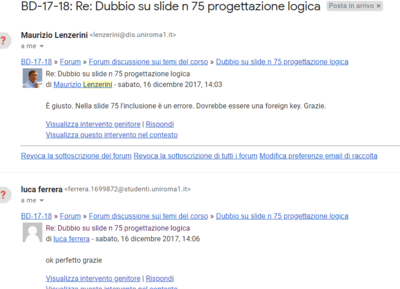 BD-17-18: Re: Dubbio su slide n 75 progettazione logica Posta in arrivo ×
Maurizio Lenzerini <lenzerini@dis.uniroma1.it>
a me
BD-17-18 » Forum » Forum discussione sui temi del corso » Dubbio su slide n 75 progettazione logica
Re: Dubbio su slide n 75 progettazione logica
di Maurizio Lenzerini - sabato, 16 dicembre 2017, 14:03
È giusto. Nella slide 75 l'inclusione è un errore. Dovrebbe essere una foreign key. Grazie.
Visualizza intervento genitore | Rispondi
Visualizza questo intervento nel contesto
Revoca la sottoscrizione del forum Revoca la sottoscrizione di tutti i forum Modifica preferenze email di raccolta
luca ferrera <ferrera.1699872@studenti.uniroma1.it>
a me
BD-17-18 » Forum » Forum discussione sui temi del corso » Dubbio su slide n 75 progettazione logica
Re: Dubbio su slide n 75 progettazione logica
di luca ferrera - sabato, 16 dicembre 2017, 14:06
ok perfetto grazie
Visualizza intervento genitore | Rispondi
Visualizza questo intervento nel contesto